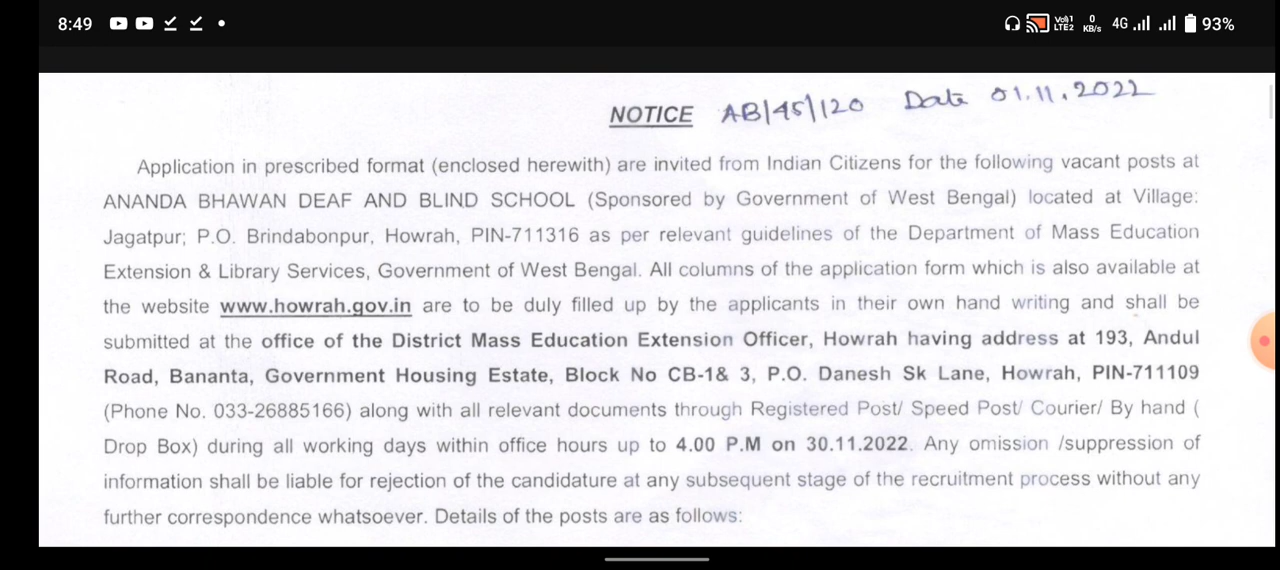 8:49
Vo))1 LTE2 0 KB/s 4G 93%
NOTICE AB/45/120 Date 01.11.2022
Application in prescribed format (enclosed herewith) are invited from Indian Citizens for the following vacant posts at
ANANDA BHAWAN DEAF AND BLIND SCHOOL (Sponsored by Government of West Bengal) located at Village:
Jagatpur; P.O. Brindabonpur, Howrah, PIN-711316 as per relevant guidelines of the Department of Mass Education
Extension & Library Services, Government of West Bengal. All columns of the application form which is also available at
the website www.howrah.gov.in are to be duly filled up by the applicants in their own hand writing and shall be
submitted at the office of the District Mass Education Extension Officer, Howrah having address at 193, Andul
Road, Bananta, Government Housing Estate, Block No CB-1& 3, P.O. Danesh Sk Lane, Howrah, PIN-711109
(Phone No. 033-26885166) along with all relevant documents through Registered Post/ Speed Post/ Courier/ By hand (
Drop Box) during all working days within office hours up to 4.00 P.M on 30.11.2022. Any omission /suppression of
information shall be liable for rejection of the candidature at any subsequent stage of the recruitment process without any
further correspondence whatsoever. Details of the posts are as follows: